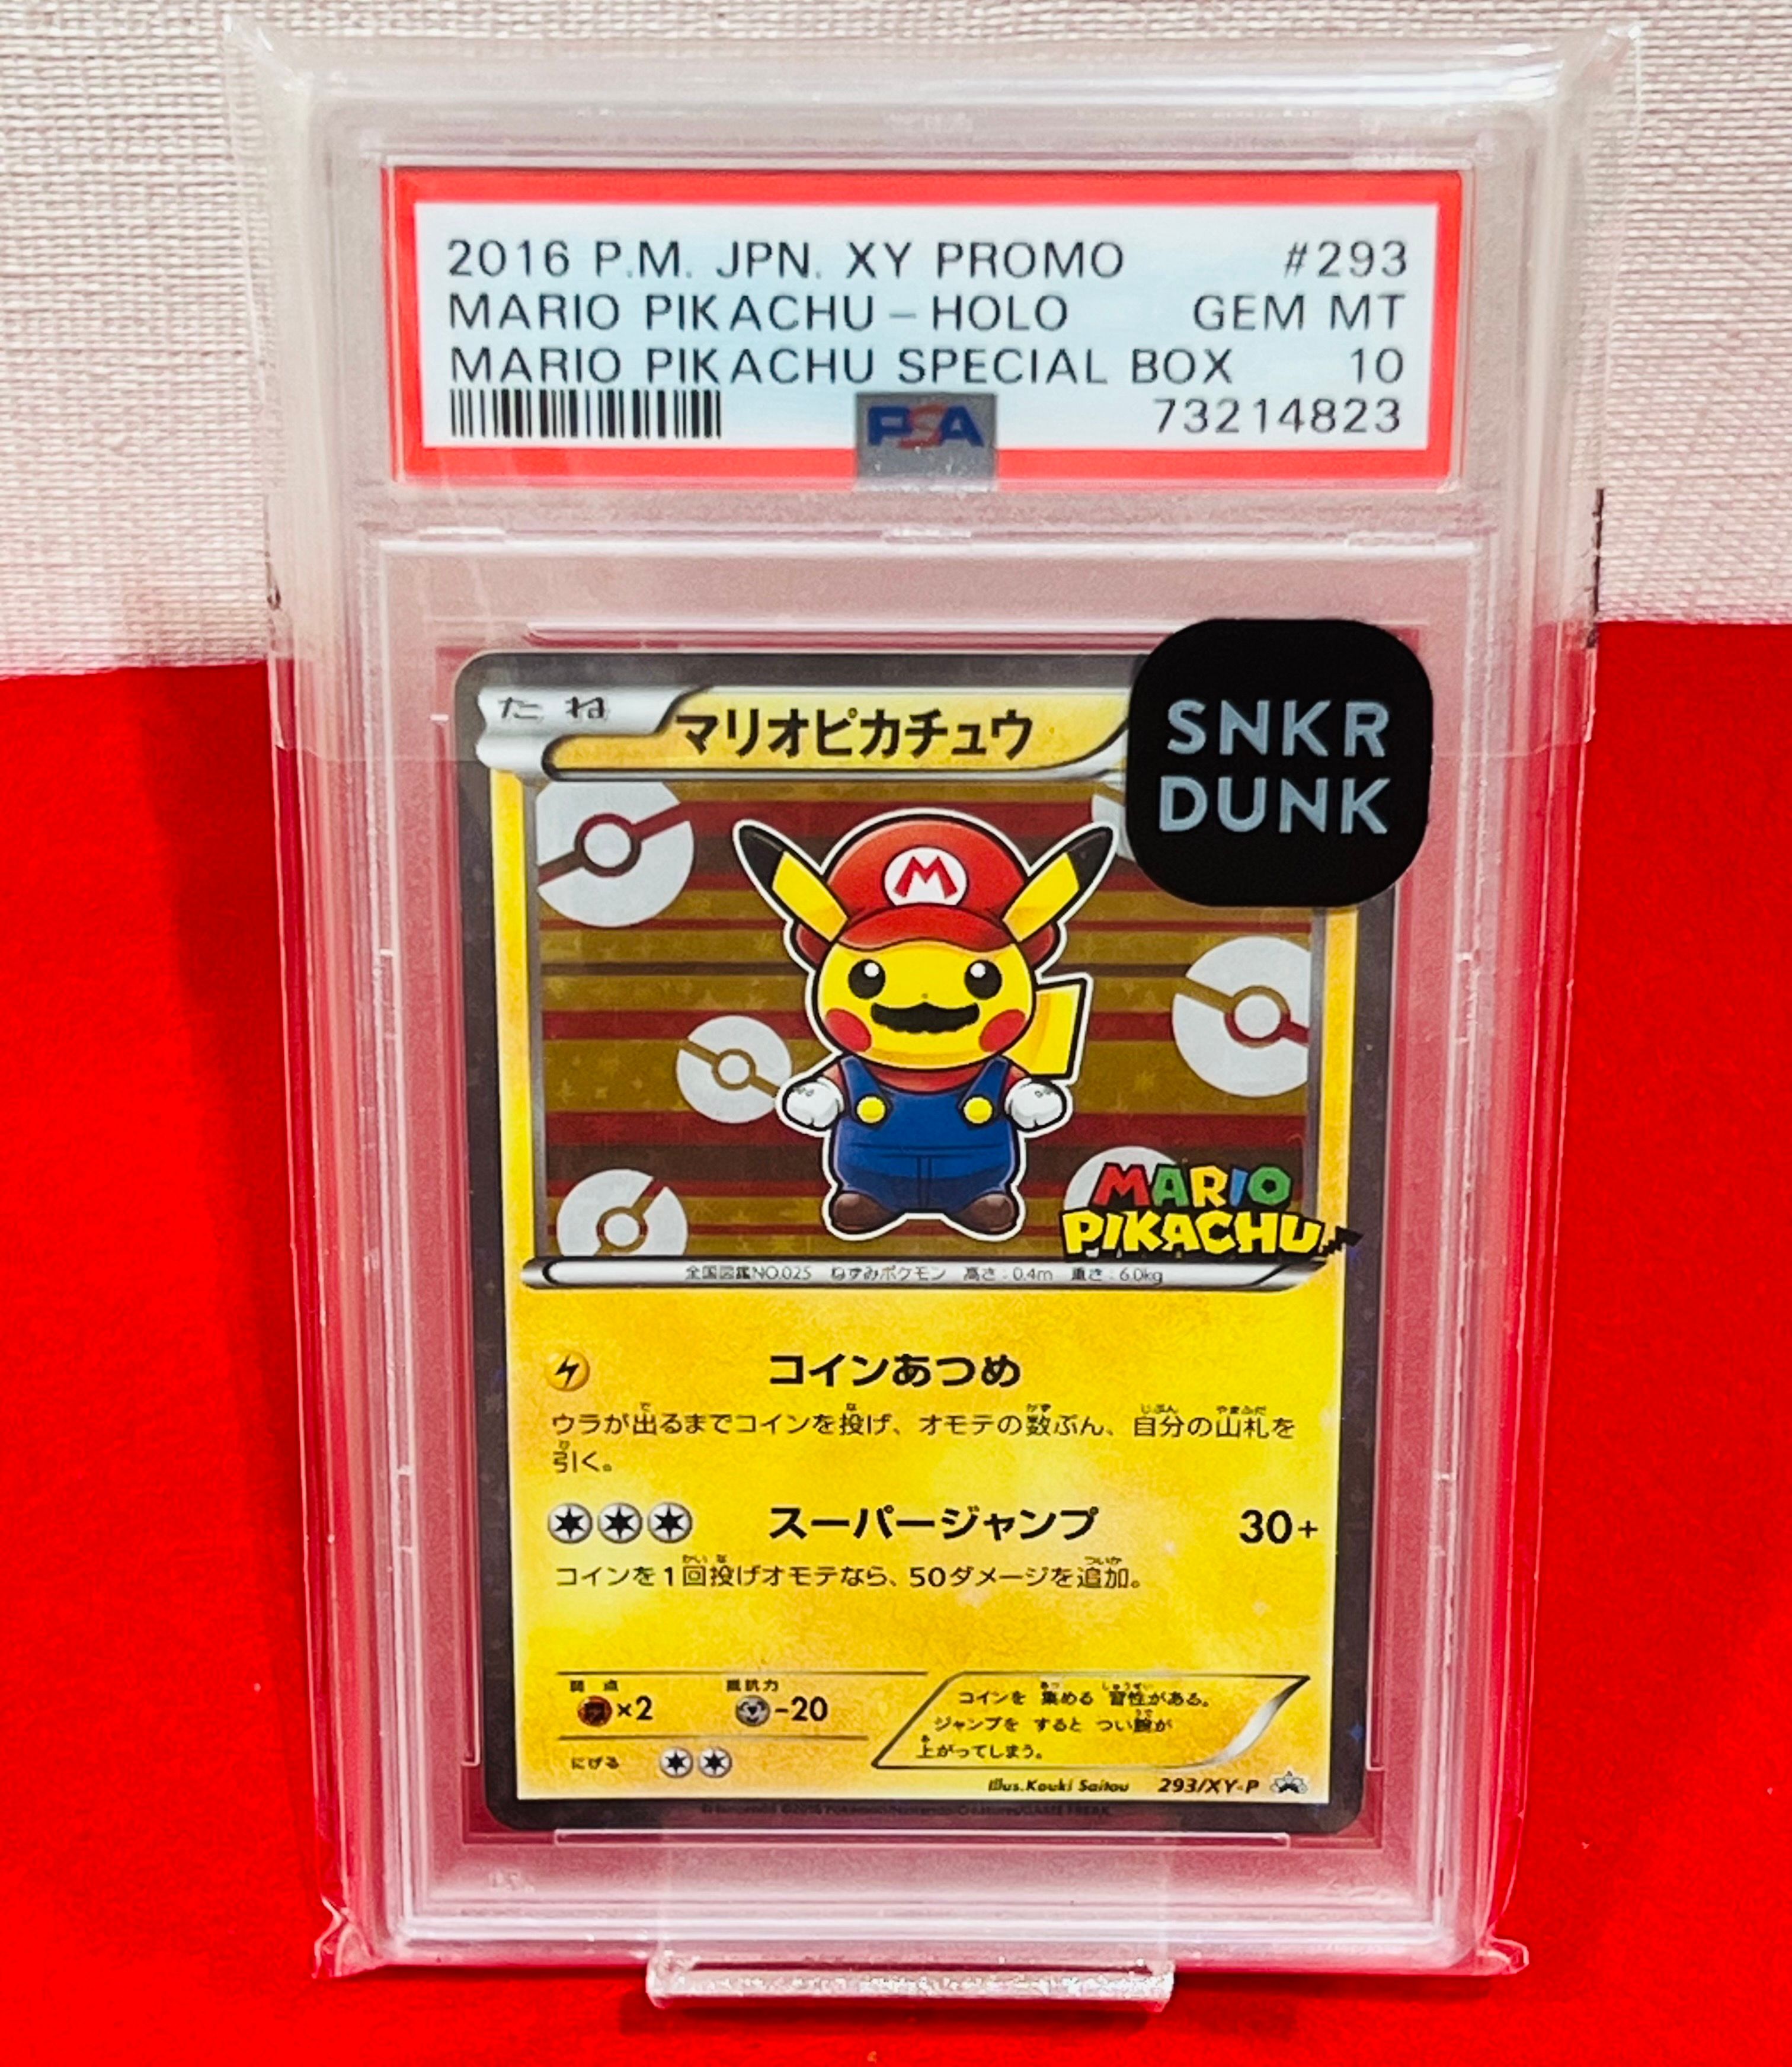 2016 P.M. JPN. XY PROMO #293
MARIO PIKACHU - HOLO GEM MT
MARIO PIKACHU SPECIAL BOX 10
PSA 73214823
SNKR
DUNK
たね マリオピカチュウ
M
MARIO
PIKACHU
全国図鑑NO.025 ねずみポケモン 高さ:0.4m 重さ:6.0kg
コインあつめ
ウラが出るまでコインを投げ、オモテの数ぶん、自分の山札を
引く。
スーパージャンプ 30+
コインを1回投げオモテなら、50ダメージを追加。
弱点 抵抗力
×2 -20
にげる
コインを 集める 習性がある。
ジャンプを すると つい腕が
上がってしまう。
Illus.Kouki Saitou 293/XY-P